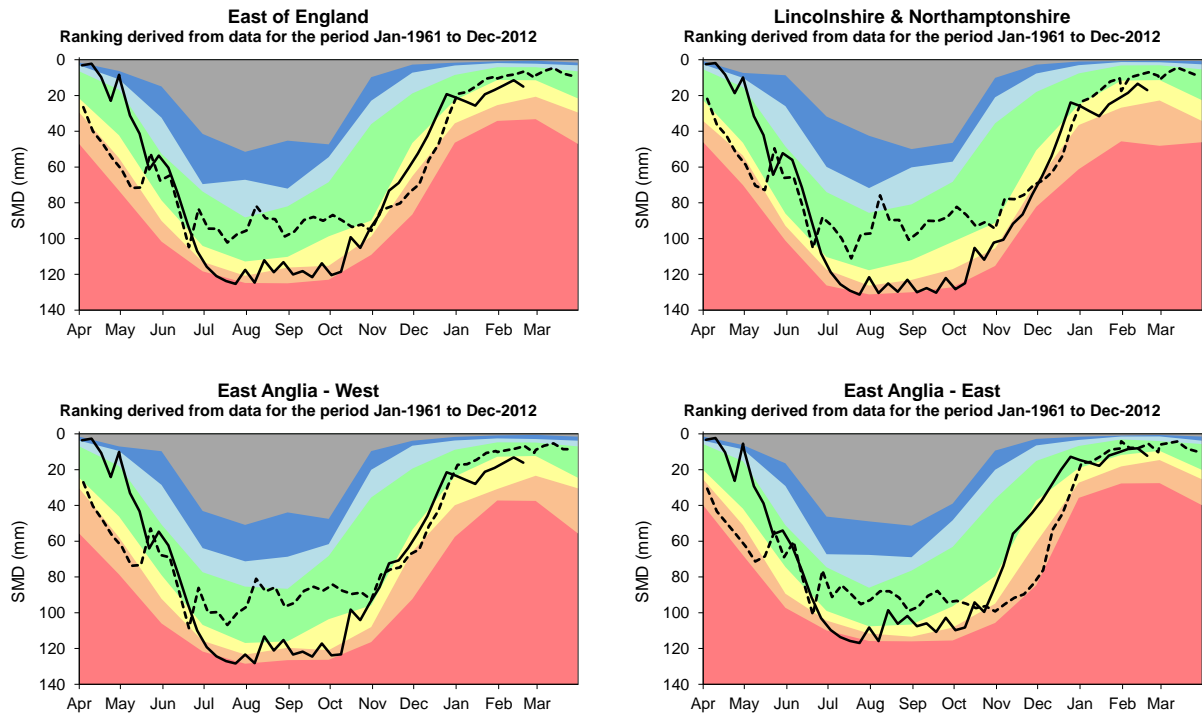 East of England
Ranking derived from data for the period Jan-1961 to Dec-2012
SMD (mm)
0
20
40
60
80
100
120
140
Apr May Jun Jul Aug Sep Oct Nov Dec Jan Feb Mar
Lincolnshire & Northamptonshire
Ranking derived from data for the period Jan-1961 to Dec-2012
SMD (mm)
0
20
40
60
80
100
120
140
Apr May Jun Jul Aug Sep Oct Nov Dec Jan Feb Mar
East Anglia - West
Ranking derived from data for the period Jan-1961 to Dec-2012
SMD (mm)
0
20
40
60
80
100
120
140
Apr May Jun Jul Aug Sep Oct Nov Dec Jan Feb Mar
East Anglia - East
Ranking derived from data for the period Jan-1961 to Dec-2012
SMD (mm)
0
20
40
60
80
100
120
140
Apr May Jun Jul Aug Sep Oct Nov Dec Jan Feb Mar